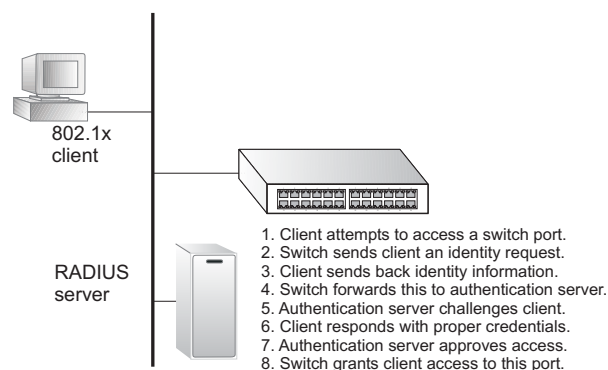 802.1x
client
RADIUS
server
1. Client attempts to access a switch port.
2. Switch sends client an identity request.
3. Client sends back identity information.
4. Switch forwards this to authentication server.
5. Authentication server challenges client.
6. Client responds with proper credentials.
7. Authentication server approves access.
8. Switch grants client access to this port.